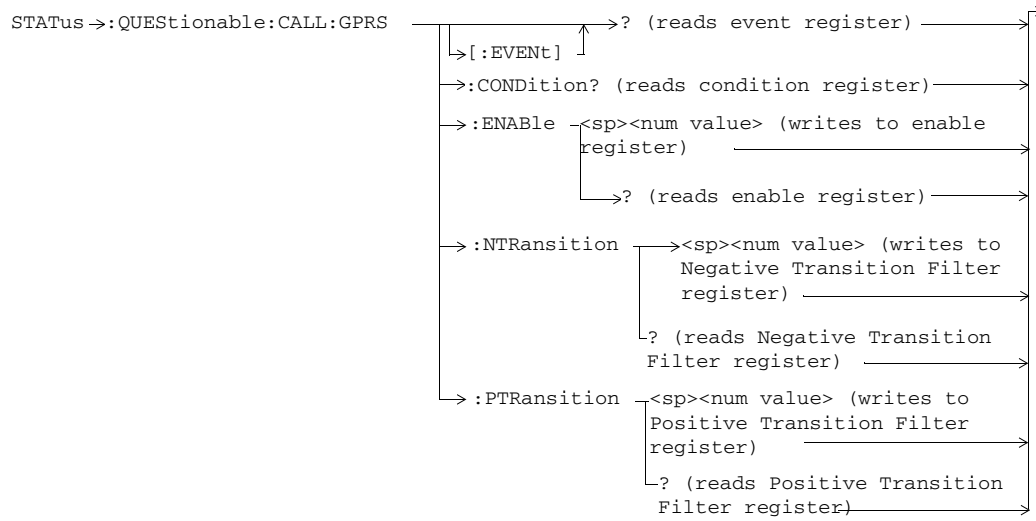 STATus :QUEStionable:CALL:GPRS ? (reads event register)
[:EVENt]
:CONDition? (reads condition register)
:ENABle <sp><num value> (writes to enable
register)
? (reads enable register)
:NTRansition <sp><num value> (writes to
Negative Transition Filter
register)
? (reads Negative Transition
Filter register)
:PTRansition <sp><num value> (writes to
Positive Transition Filter
register)
? (reads Positive Transition
Filter register)